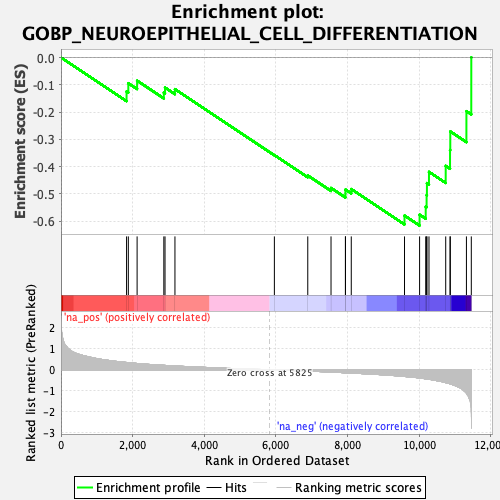 Enrichment plot:
GOBP_NEUROEPITHELIAL_CELL_DIFFERENTIATION
Enrichment score (ES)
0.0
-0.1
-0.2
-0.3
-0.4
-0.5
-0.6
'na_pos' (positively correlated)
Ranked list metric (PreRanked)
2
1
0
-1
-2
-3
Zero cross at 5825
'na_neg' (negatively correlated)
0
2,000
4,000
6,000
8,000
10,000
12,000
Rank in Ordered Dataset
Enrichment profile
Hits
Ranking metric scores